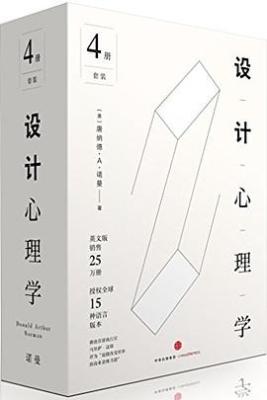 4册
套装
设计心理学
Donald Arthur
Norman
诺曼
4册
套装
[美] 唐纳德·A·诺曼 — 著
设计心理学
英文版
销售
25
万册
授权全球
15
种语言
版本